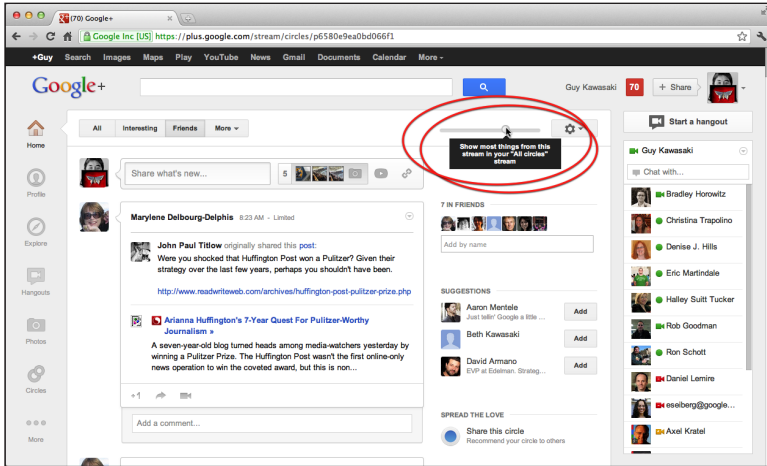 (70) Google+
Google Inc [US] https://plus.google.com/stream/circles/p6580e9ea0bd066f1
+Guy Search Images Maps Play YouTube News Gmail Documents Calendar More
Google+
Guy Kawasaki 70 + Share
All Interesting Friends More
Start a hangout
Home
Show most things from this
stream in your "All circles"
stream
Guy Kawasaki
Share what's new... 5
Chat with...
Profile
Bradley Horowitz
Marylene Delbourg-Delphis 8:23 AM - Limited
7 IN FRIENDS
Christina Trapolino
Explore
John Paul Titlow originally shared this post:
Were you shocked that Huffington Post won a Pulitzer? Given their
strategy over the last few years, perhaps you shouldn't have been.
Add by name
Denise J. Hills
Eric Martindale
Hangouts
http://www.readwriteweb.com/archives/huffington-post-pulitzer-prize.php
SUGGESTIONS
Halley Suitt Tucker
Aaron Mentele
Just tellin' Google a little ...
Add
Arianna Huffington's 7-Year Quest For Pulitzer-Worthy
Journalism »
Rob Goodman
Photos
Beth Kawasaki
Add
A seven-year-old blog turned heads among media-watchers yesterday by
winning a Pulitzer Prize. The Huffington Post wasn't the first online-only
news operation to win the coveted award, but this is non...
Ron Schott
David Armano
EVP at Edelman. Strateg...
Add
Daniel Lemire
Circles
+1
eseiberg@google...
SPREAD THE LOVE
Add a comment...
Share this circle
Recommend your circle to others
Axel Kratel
More